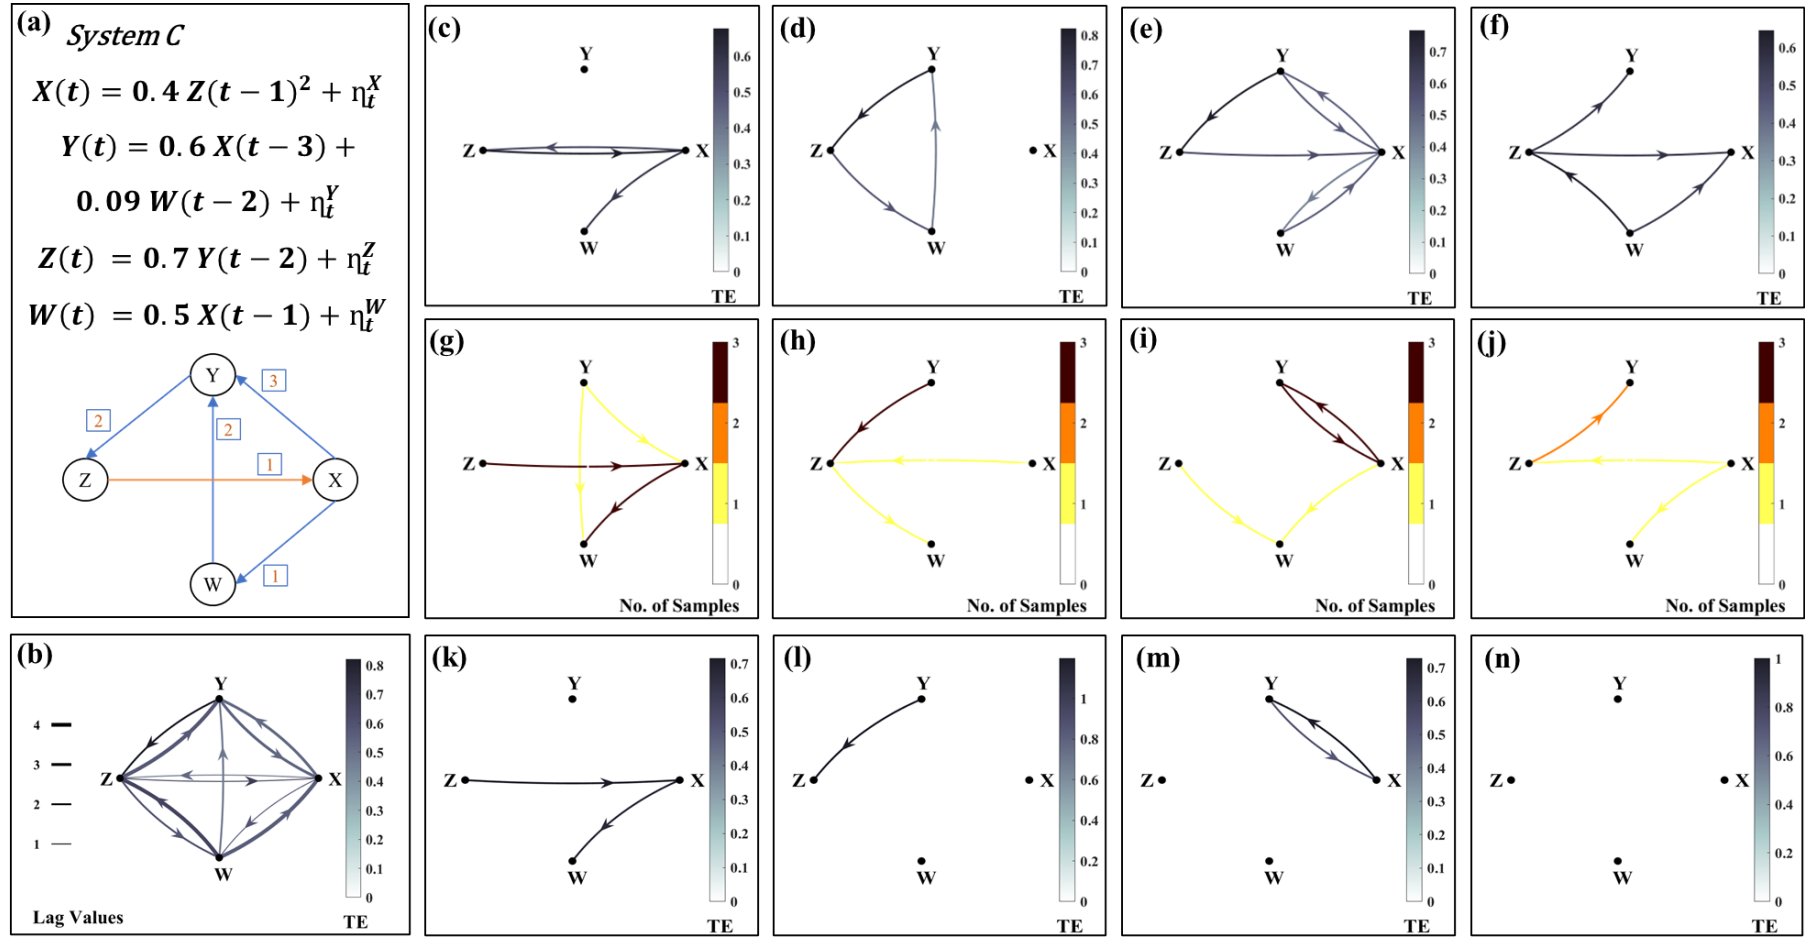 (a) System C
X(t) = 0.4 Z(t − 1)² + η_t^X
Y(t) = 0.6 X(t − 3) +
0.09 W(t − 2) + η_t^Y
Z(t) = 0.7 Y(t − 2) + η_t^Z
W(t) = 0.5 X(t − 1) + η_t^W
Y
3
2
2
Z
1
X
1
W
(b)
Y
Z
X
W
4
3
2
1
Lag Values
0.8
0.7
0.6
0.5
0.4
0.3
0.2
0.1
0
TE
(c)
Y
Z
X
W
0.6
0.5
0.4
0.3
0.2
0.1
0
TE
(d)
Y
Z
X
W
0.8
0.7
0.6
0.5
0.4
0.3
0.2
0.1
0
TE
(e)
Y
Z
X
W
0.7
0.6
0.5
0.4
0.3
0.2
0.1
0
TE
(f)
Y
Z
X
W
0.6
0.5
0.4
0.3
0.2
0.1
0
TE
(g)
Y
Z
X
W
3
2
1
0
No. of Samples
(h)
Y
Z
X
W
3
2
1
0
No. of Samples
(i)
Y
Z
X
W
3
2
1
0
No. of Samples
(j)
Y
Z
X
W
3
2
1
0
No. of Samples
(k)
Y
Z
X
W
0.7
0.6
0.5
0.4
0.3
0.2
0.1
0
TE
(l)
Y
Z
X
W
1
0.8
0.6
0.4
0.2
0
TE
(m)
Y
Z
X
W
0.7
0.6
0.5
0.4
0.3
0.2
0.1
0
TE
(n)
Y
Z
X
W
1
0.8
0.6
0.4
0.2
0
TE